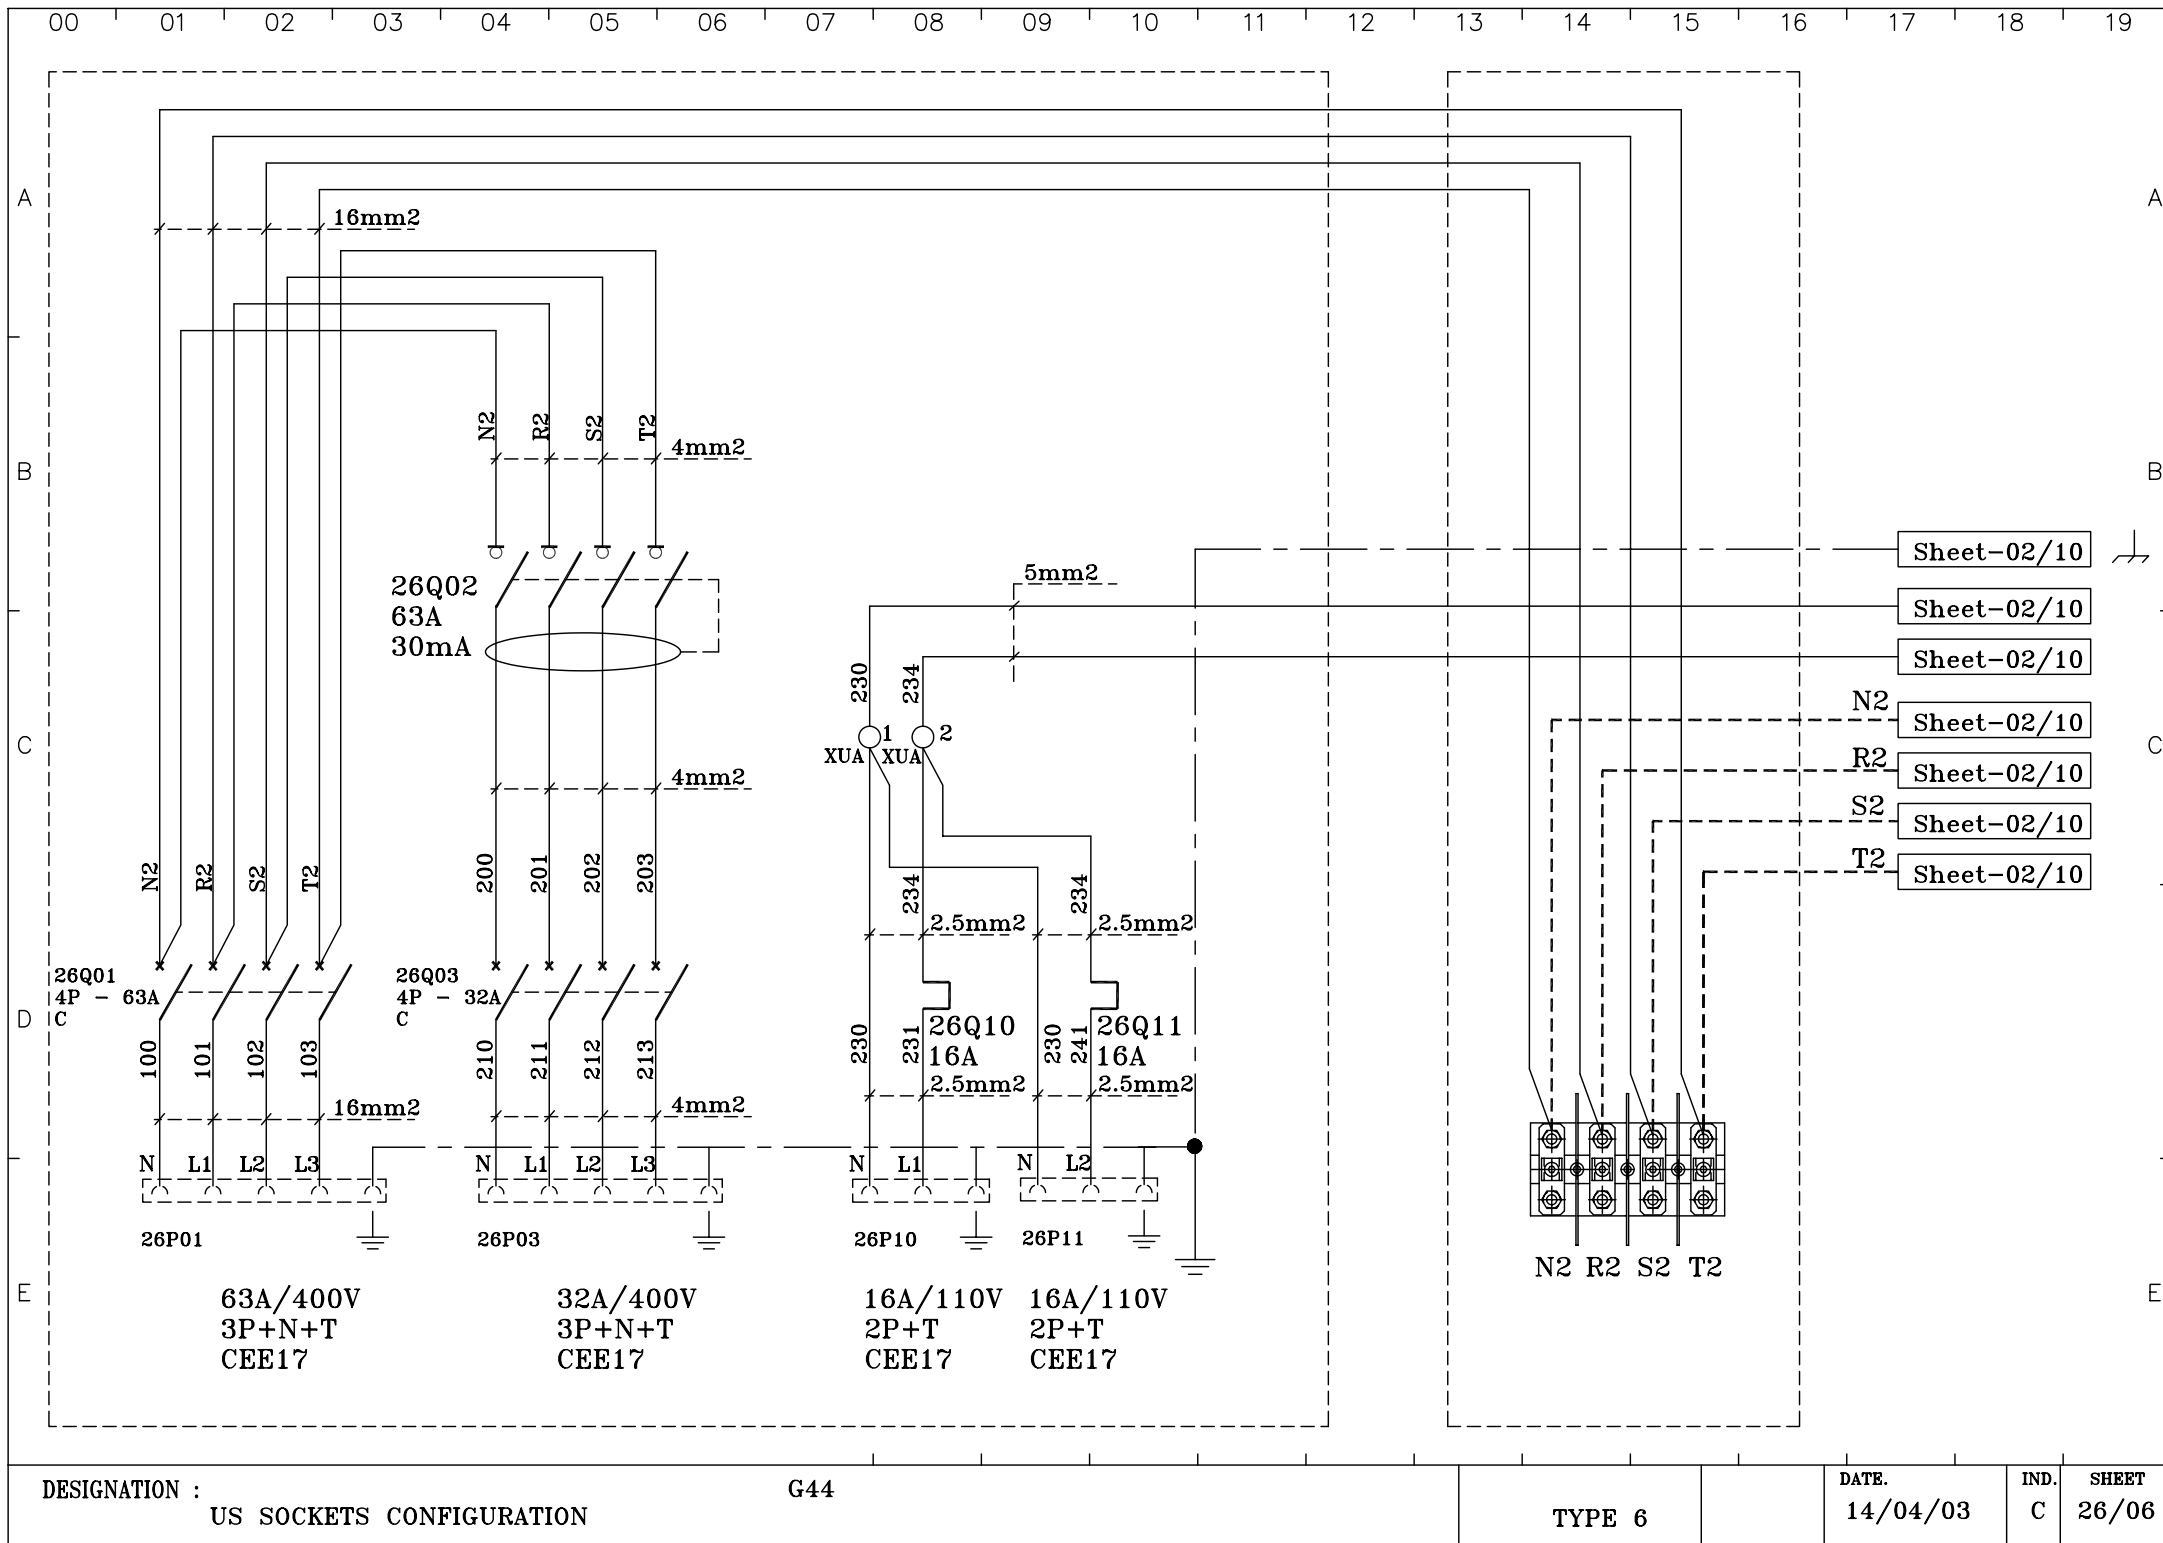 00 01 02 03 04 05 06 07 08 09 10 11 12 13 14 15 16 17 18 19
A A
16mm2
N2 R2 S2 T2
4mm2
B B
Sheet-02/10
5mm2
26Q02
63A
30mA
Sheet-02/10
Sheet-02/10
230 234
N2 Sheet-02/10
1 2
XUA XUA
C C
R2 Sheet-02/10
4mm2
S2 Sheet-02/10
T2 Sheet-02/10
N2 R2 S2 T2
200 201 202 203
234 234
2.5mm2 2.5mm2
26Q01
4P - 63A
C
26Q03
4P - 32A
C
D D
26Q10
16A
26Q11
16A
100 101 102 103
210 211 212 213
230 231 230 241
2.5mm2 2.5mm2
16mm2 4mm2
N L1 L2 L3 N L1 L2 L3 N L1 N L2
26P01 26P03 26P10 26P11
N2 R2 S2 T2
E E
63A/400V
3P+N+T
CEE17
32A/400V
3P+N+T
CEE17
16A/110V
2P+T
CEE17
16A/110V
2P+T
CEE17
DESIGNATION :
US SOCKETS CONFIGURATION
G44
TYPE 6
DATE.
14/04/03
IND.
C
SHEET
26/06